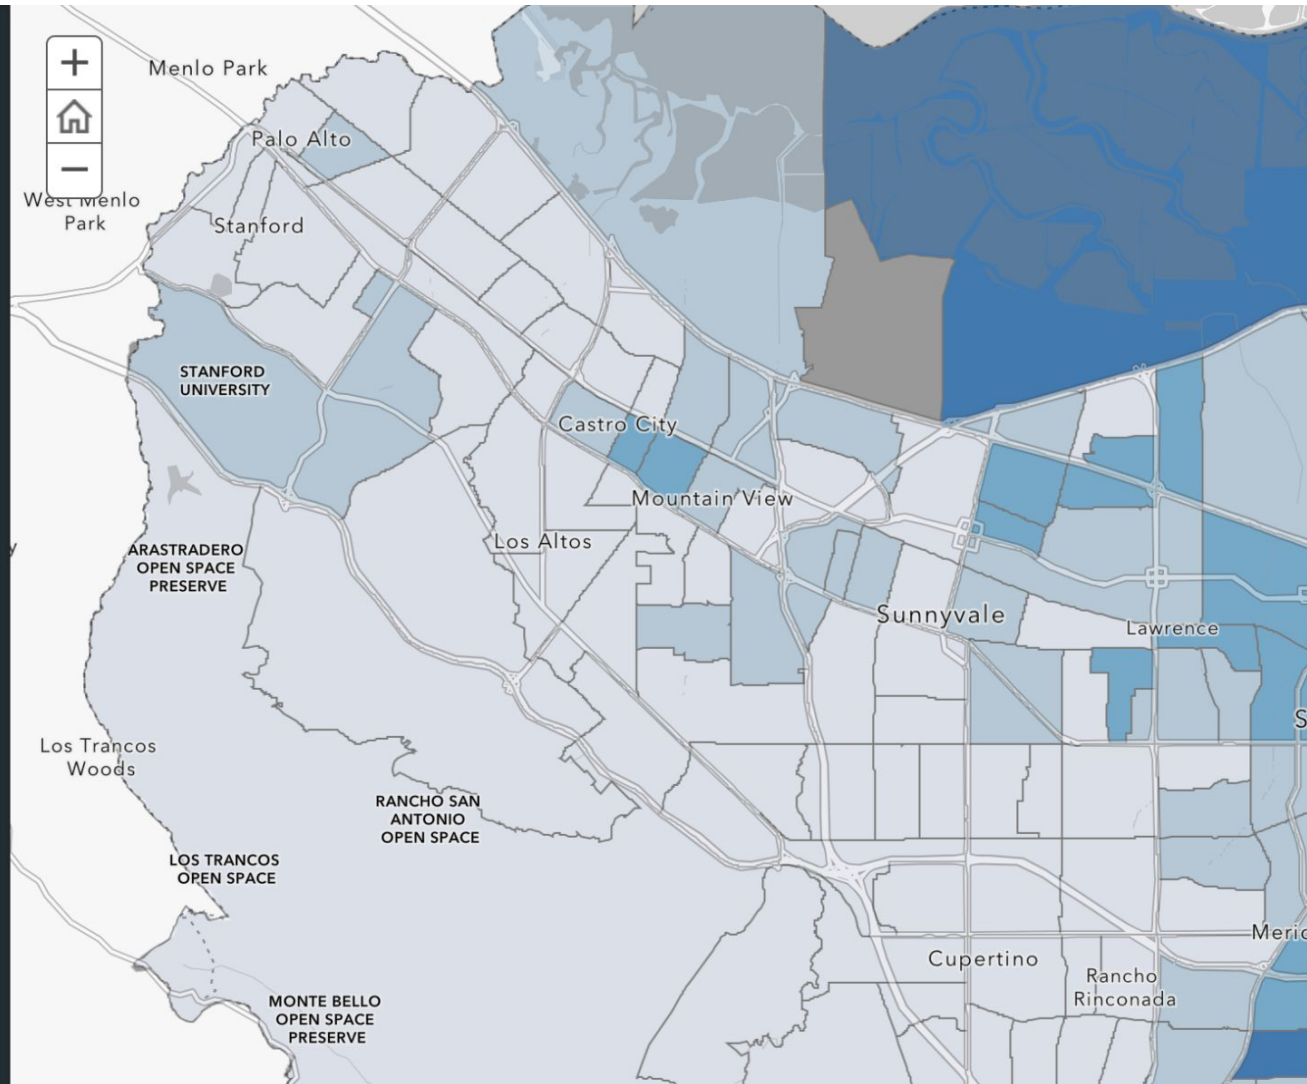 +
Menlo Park
Palo Alto
−
West Menlo
Park
Stanford
STANFORD
UNIVERSITY
Castro City
Mountain View
Los Altos
ARASTRADERO
OPEN SPACE
PRESERVE
y
Sunnyvale
Lawrence
S
Los Trancos
Woods
RANCHO SAN
ANTONIO
OPEN SPACE
LOS TRANCOS
OPEN SPACE
Meric
Cupertino
Rancho
Rinconada
MONTE BELLO
OPEN SPACE
PRESERVE